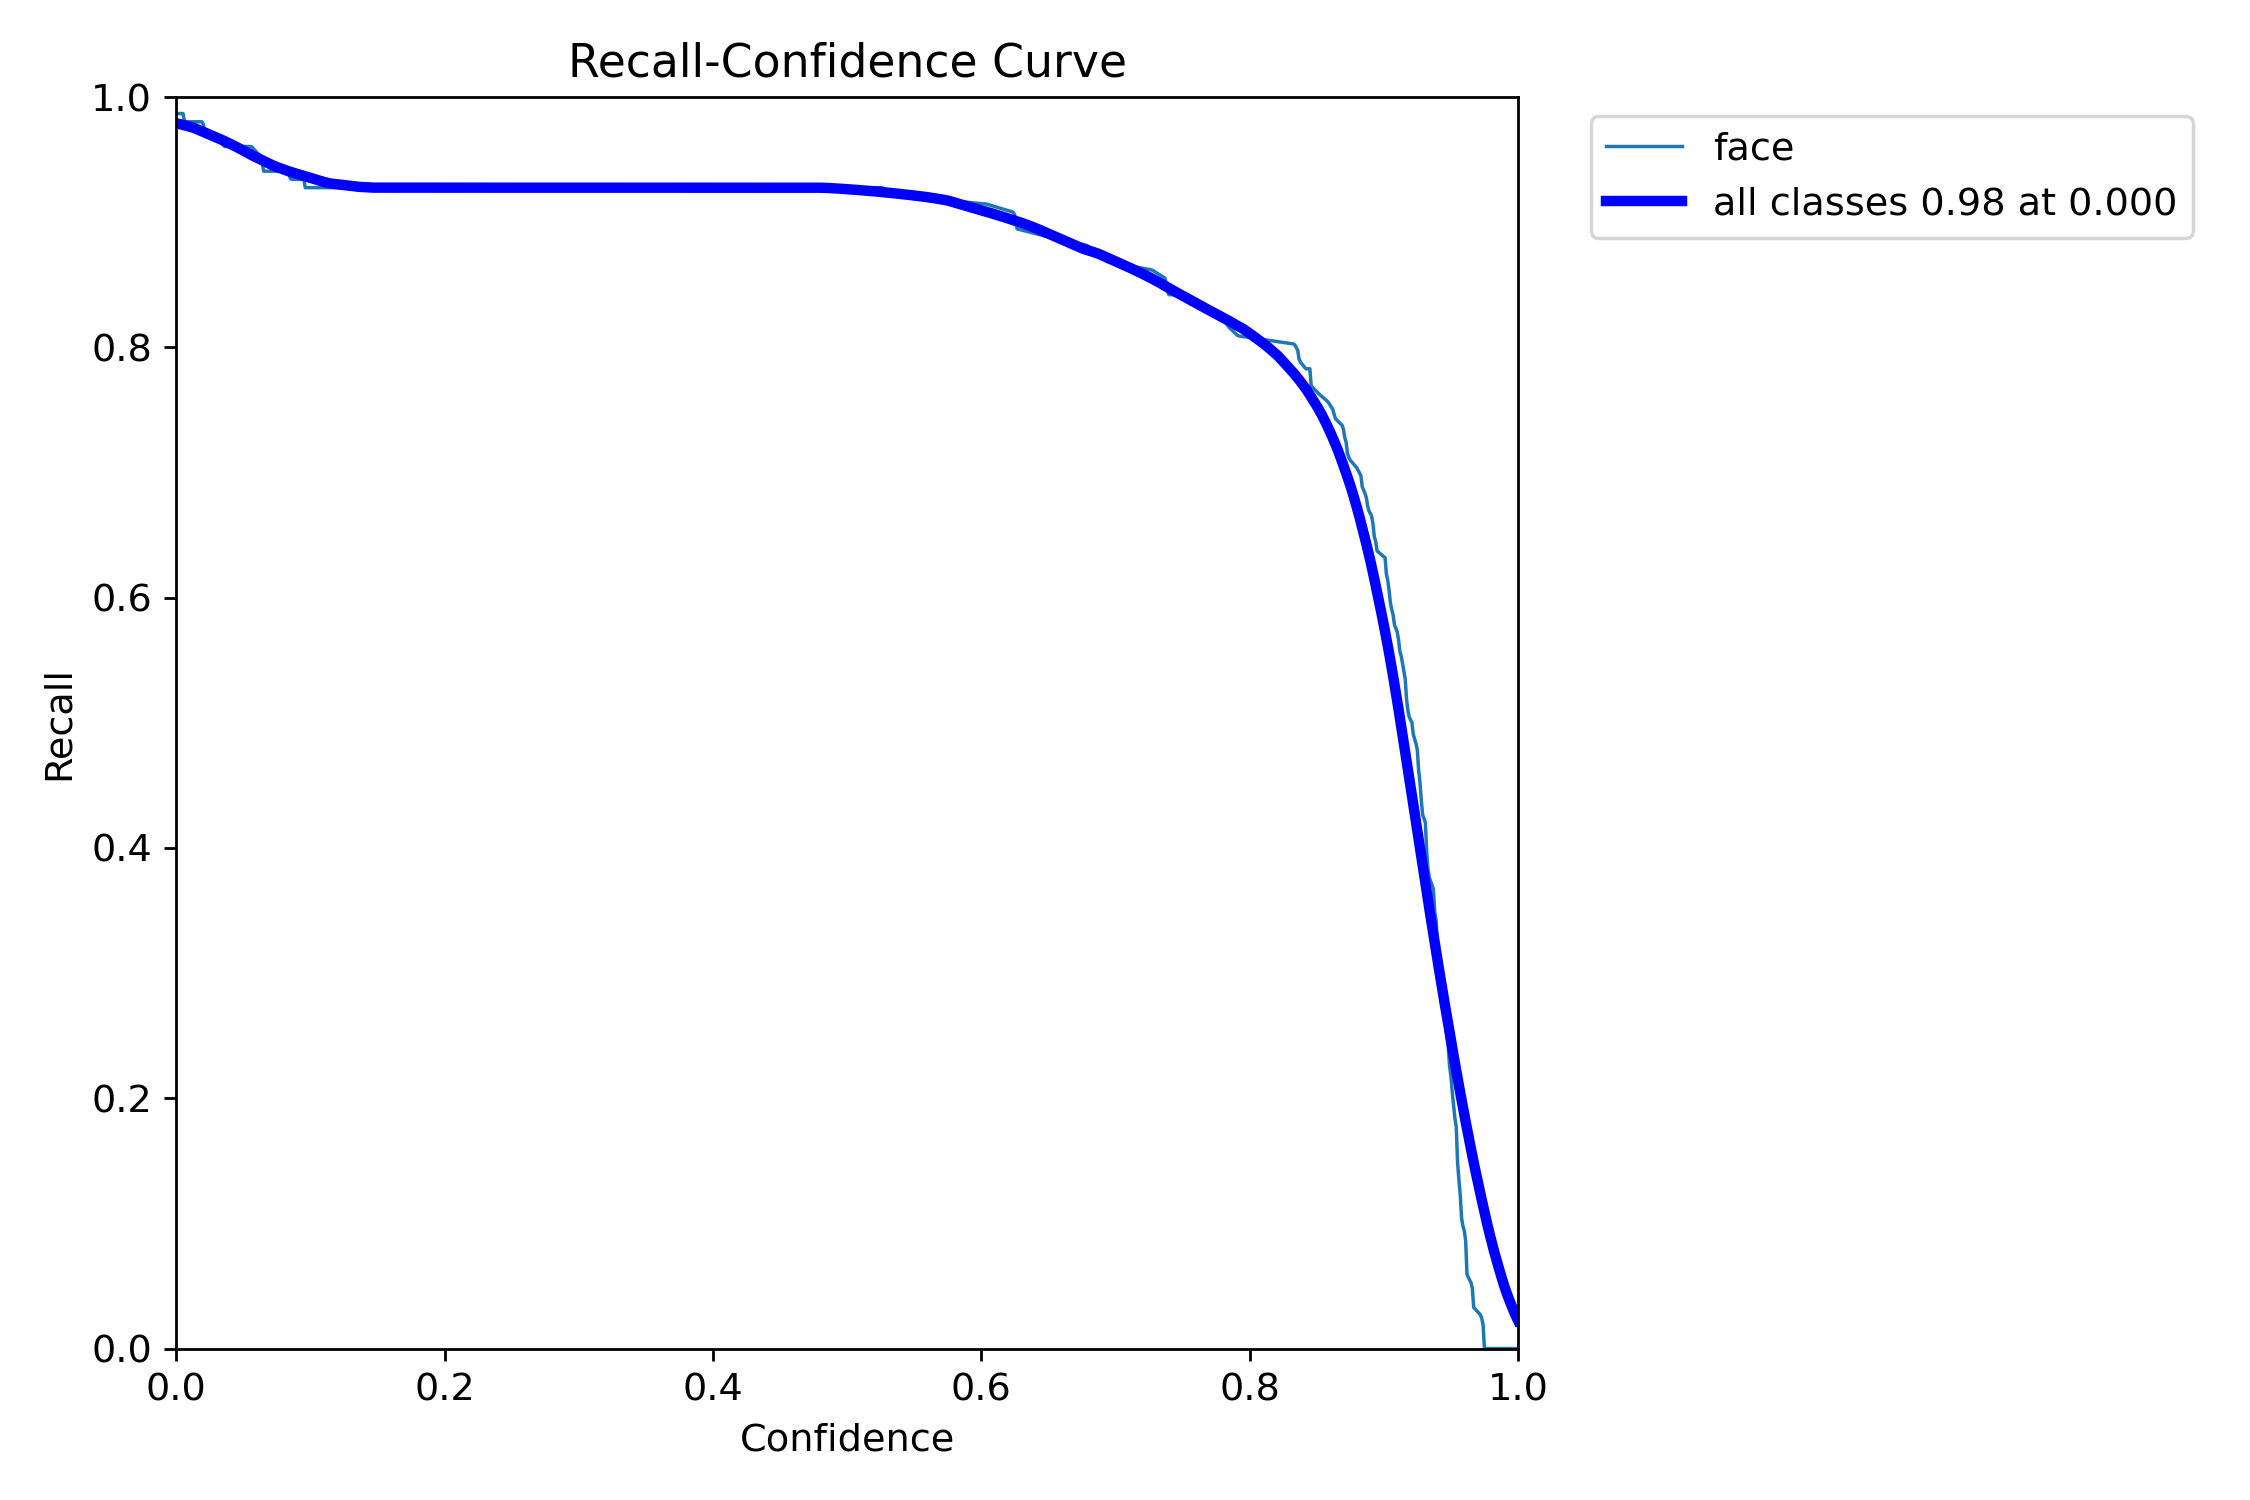 Recall-Confidence Curve
1.0
0.8
0.6
0.4
0.2
0.0
Recall
0.0 0.2 0.4 0.6 0.8 1.0
Confidence
face
all classes 0.98 at 0.000